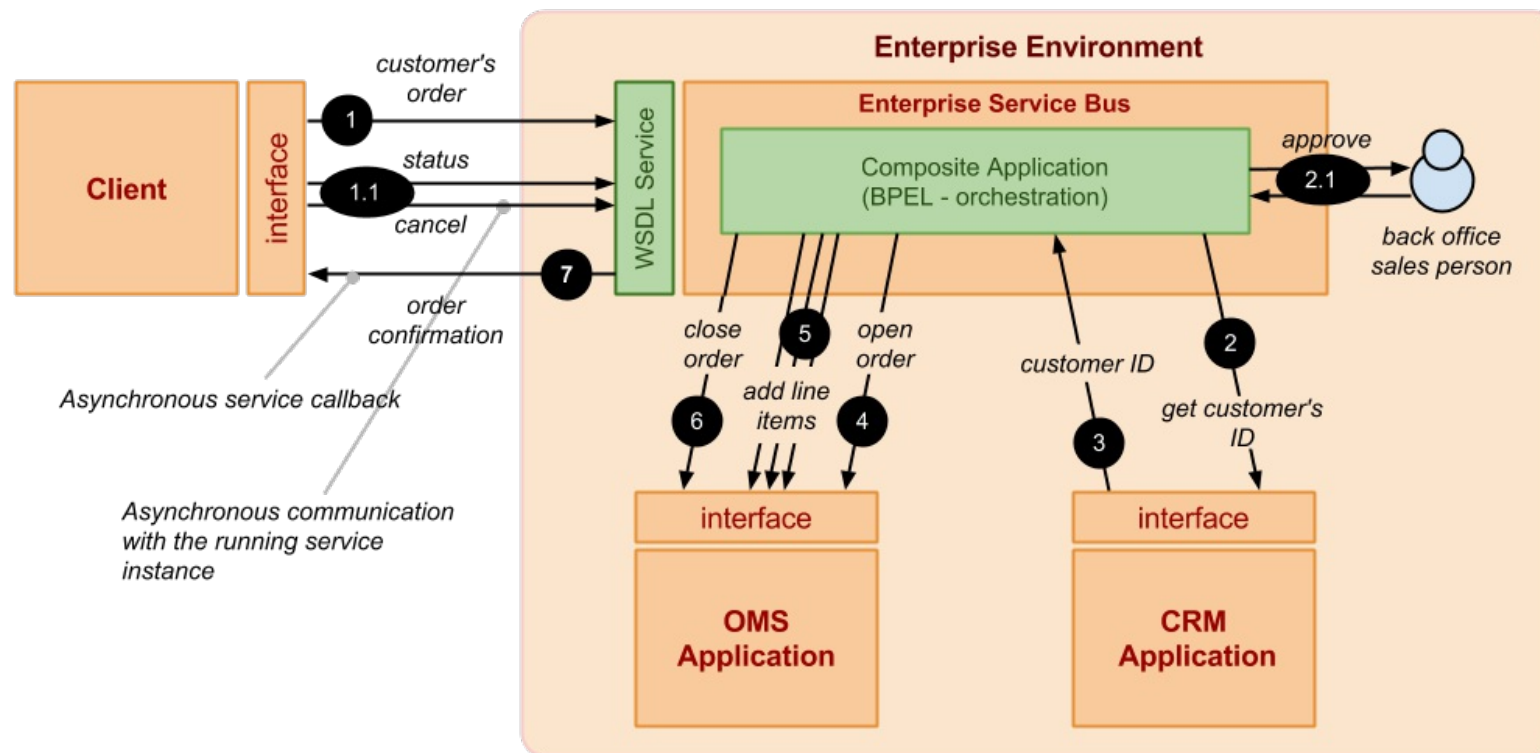 Enterprise Environment
customer's
order
Enterprise Service Bus
1
approve
status
Composite Application
(BPEL - orchestration)
Client
interface
1.1
WSDL Service
2.1
cancel
back office
sales person
7
order
confirmation
close
order
5
open
order
2
customer ID
Asynchronous service callback
add line
items
get customer's
ID
6
4
3
Asynchronous communication
with the running service
instance
interface
interface
OMS
Application
CRM
Application